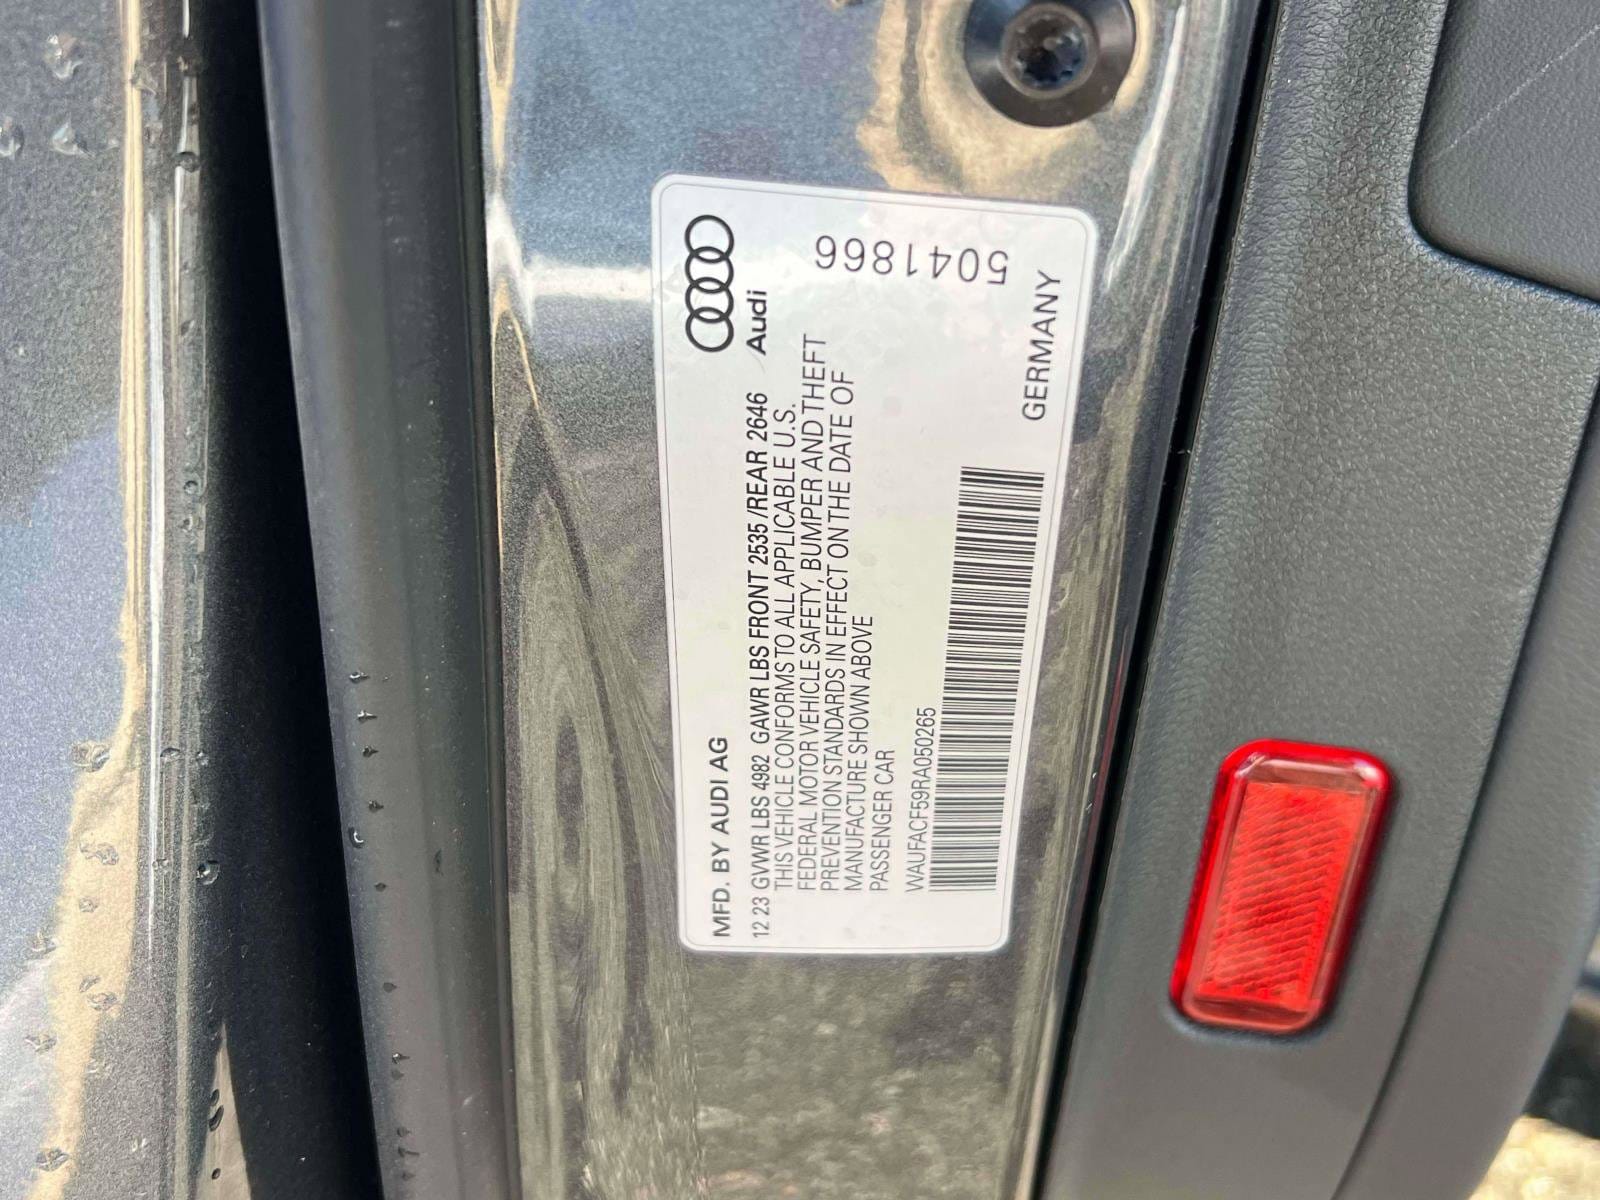 MFD. BY AUDI AG
Audi
12 23 GVWR LBS 4982 GAWR LBS FRONT 2535 /REAR 2646
THIS VEHICLE CONFORMS TO ALL APPLICABLE U.S.
FEDERAL MOTOR VEHICLE SAFETY, BUMPER AND THEFT
PREVENTION STANDARDS IN EFFECT ON THE DATE OF
MANUFACTURE SHOWN ABOVE
PASSENGER CAR
WAUFACF59RA050265
5041866
GERMANY